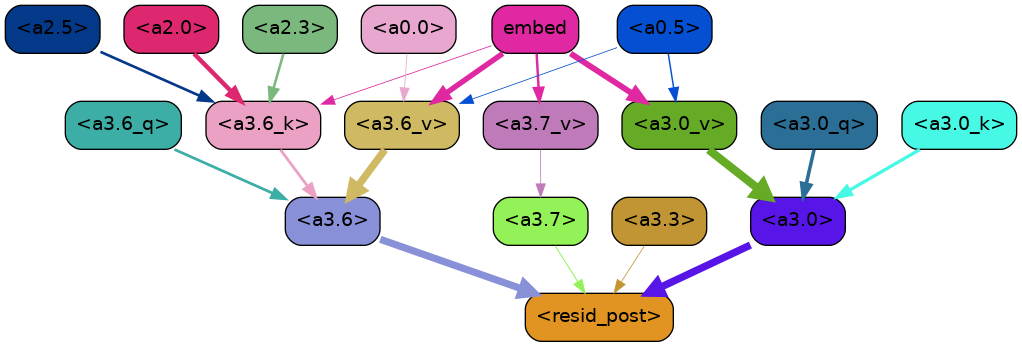 <a2.5> <a2.0> <a2.3> <a0.0> embed <a0.5>
<a3.6_q> <a3.6_k> <a3.6_v> <a3.7_v> <a3.0_v> <a3.0_q> <a3.0_k>
<a3.6> <a3.7> <a3.3> <a3.0>
<resid_post>